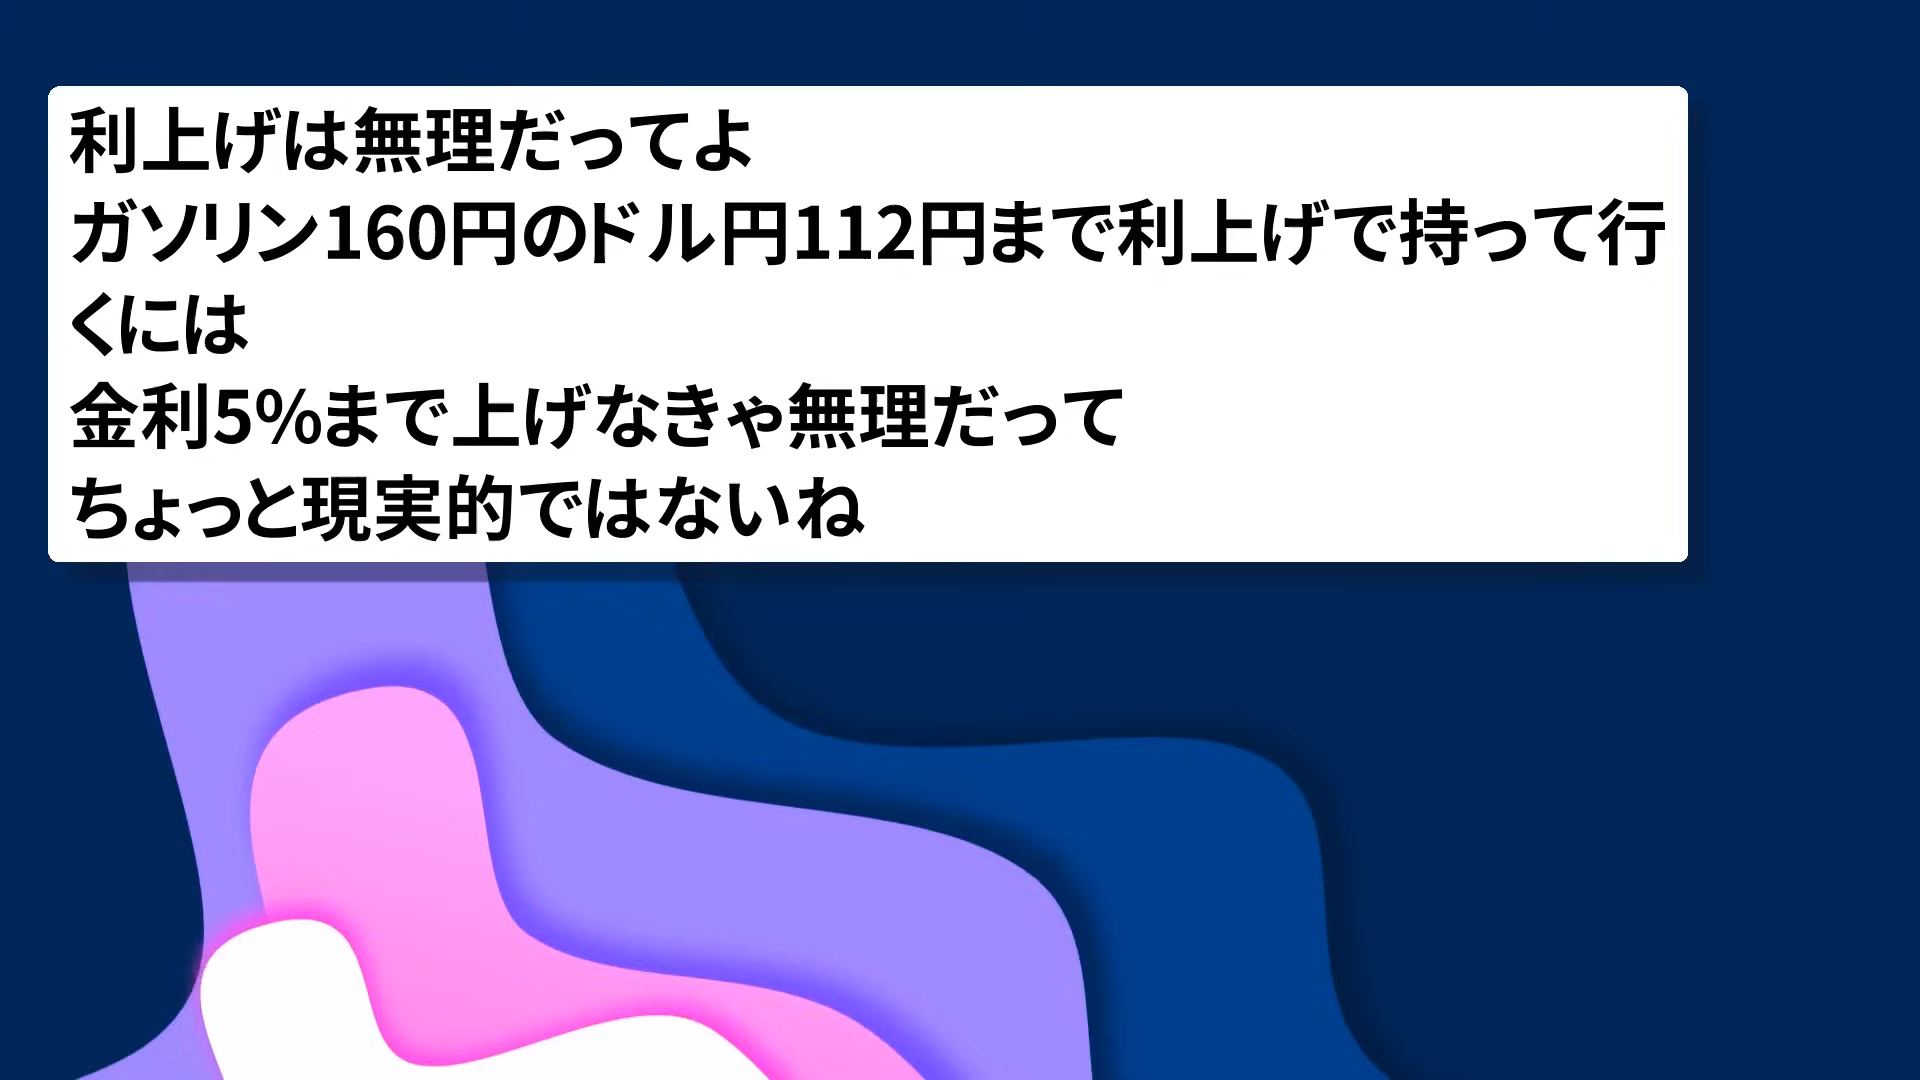 利上げは無理だってよ
ガソリン160円のドル円112円まで利上げで持って行
くには
金利5%まで上げなきゃ無理だって
ちょっと現実的ではないね